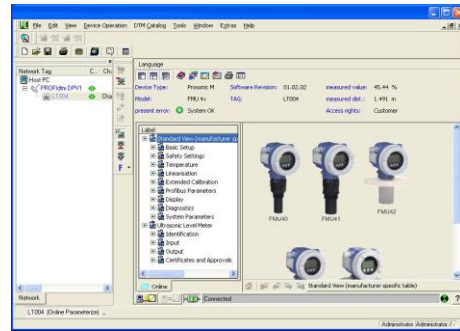 File Edit View Device Operation DTM Catalog Tools Window Extras Help
Network Tag C... Cha
Host PC
PROFIdtm DPV1
LT004 Cha
Network
Language
Device Type: Prosonic M Software Revision: 01.02.02 measured value: 45.44 %
Model: FMU 4x TAG: LT004 measured dist.: 1.491 m
present error: System OK Access rights: Customer
Label
Standard View (manufacturer sp
Basic Setup
Safety Settings
Temperature
Linearisation
Extended Calibration
Profibus Parameters
Display
Diagnostics
System Parameters
Ultrasonic Level Meter
Identification
Input
Output
Certificates and Approvals
FMU40 FMU41 FMU42
Online
Standard View (manufacturer specific table)
Connected
LT004 (Online Parameterize)
Administrator Administrator